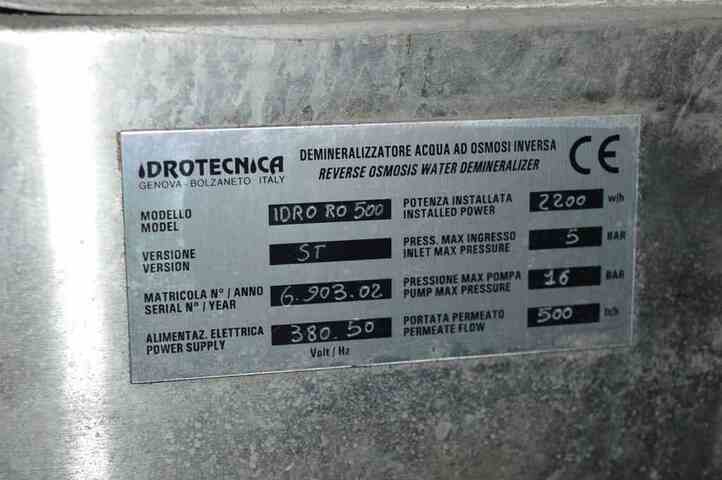 IDROTECNICA
GENOVA - BOLZANETO ITALY
DEMINERALIZZATORE ACQUA AD OSMOSI INVERSA
REVERSE OSMOSIS WATER DEMINERALIZER
CE
MODELLO
MODEL
IDRO RO 500
VERSIONE
VERSION
ST
MATRICOLA N° / ANNO
SERIAL N° / YEAR
6.903.02
ALIMENTAZ. ELETTRICA
POWER SUPPLY
380.50
Volt / Hz
POTENZA INSTALLATA
INSTALLED POWER
2200 w/h
PRESS. MAX INGRESSO
INLET MAX PRESSURE
5 BAR
PRESSIONE MAX POMPA
PUMP MAX PRESSURE
16 BAR
PORTATA PERMEATO
PERMEATE FLOW
500 lt/h